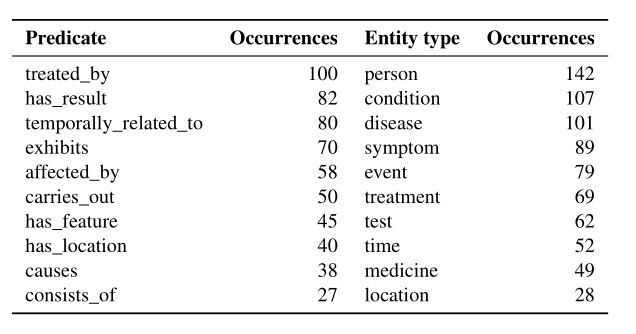 Predicate Occurrences Entity type Occurrences
treated_by 100 person 142
has_result 82 condition 107
temporally_related_to 80 disease 101
exhibits 70 symptom 89
affected_by 58 event 79
carries_out 50 treatment 69
has_feature 45 test 62
has_location 40 time 52
causes 38 medicine 49
consists_of 27 location 28